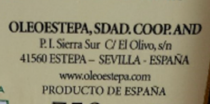 OLEOESTEPA, SDAD. COOP. AND
P. I. Sierra Sur C/ El Olivo, s/n
41560 ESTEPA – SEVILLA - ESPAÑA
www.oleoestepa.com
PRODUCTO DE ESPAÑA